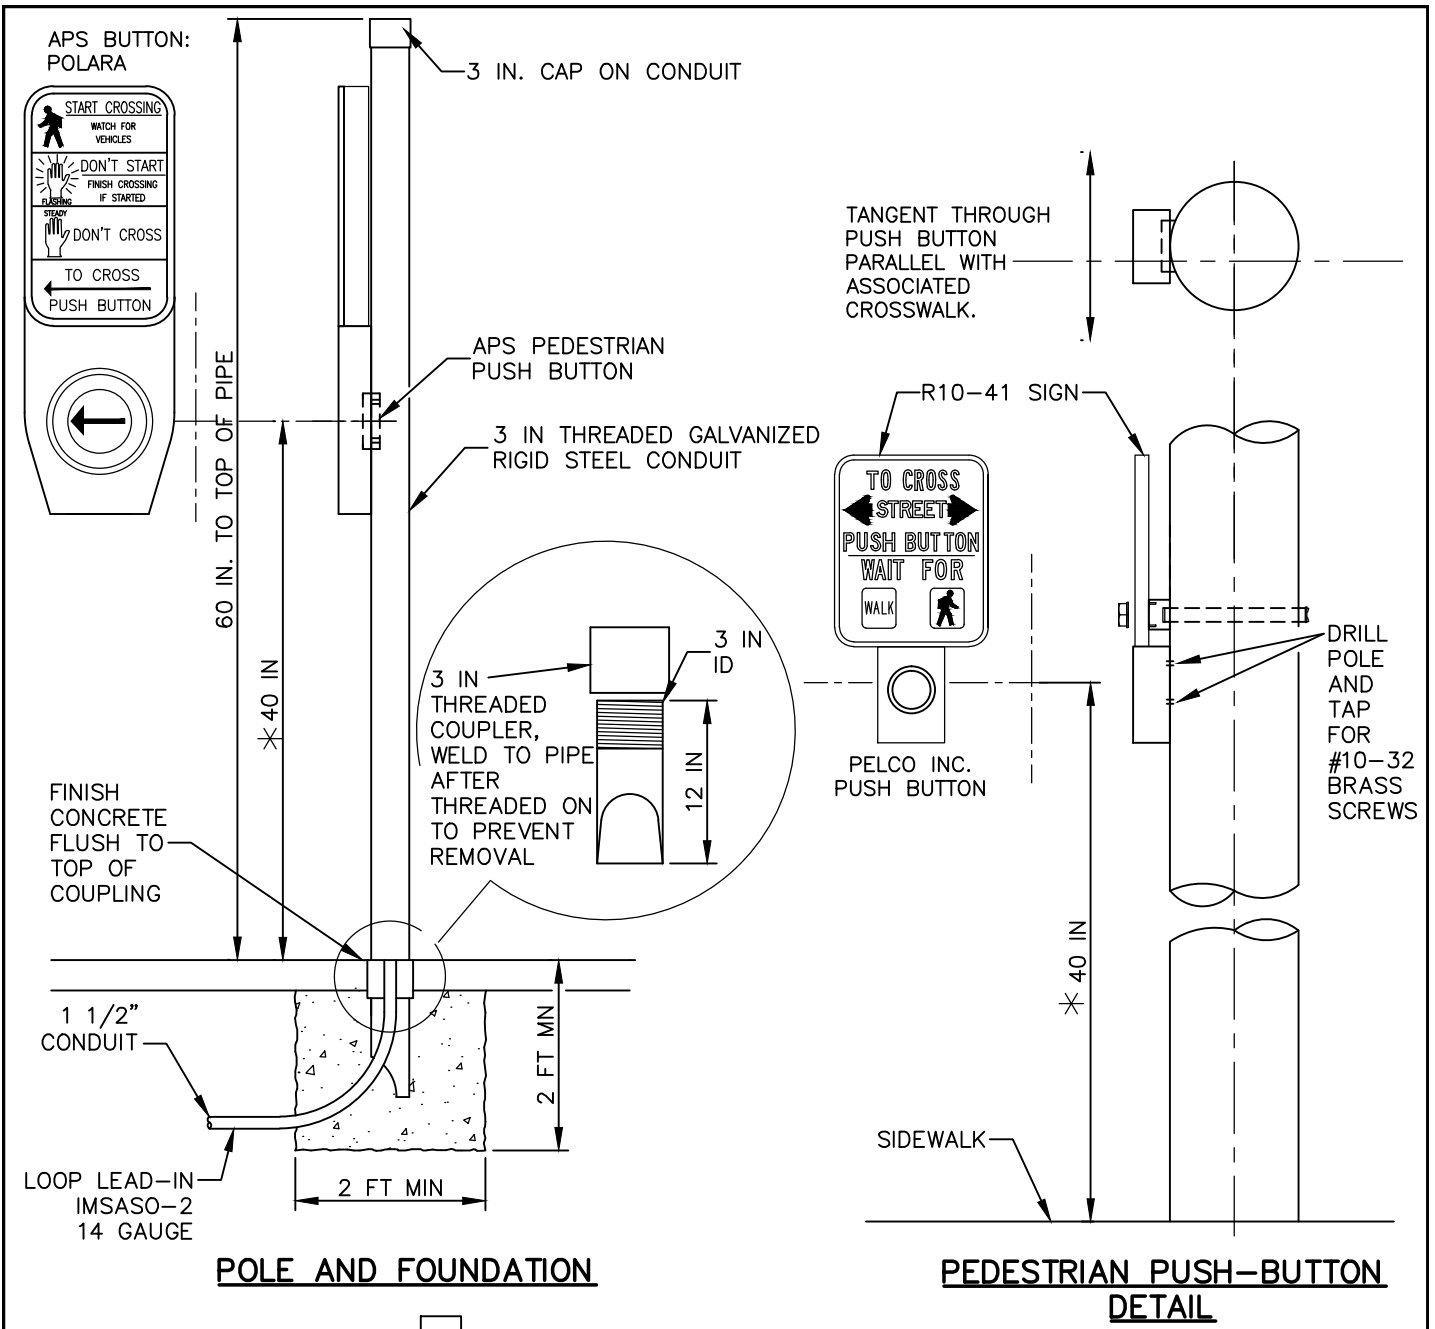 APS BUTTON:
POLARA
START CROSSING
WATCH FOR
VEHICLES
DON'T START
FINISH CROSSING
IF STARTED
FLASHING
STEADY
DON'T CROSS
TO CROSS
PUSH BUTTON
3 IN. CAP ON CONDUIT
60 IN. TO TOP OF PIPE
APS PEDESTRIAN
PUSH BUTTON
3 IN THREADED GALVANIZED
RIGID STEEL CONDUIT
40 IN
3 IN
THREADED
COUPLER,
WELD TO PIPE
AFTER
THREADED ON
TO PREVENT
REMOVAL
3 IN
ID
12 IN
FINISH
CONCRETE
FLUSH TO
TOP OF
COUPLING
1 1/2"
CONDUIT
LOOP LEAD-IN
IMSASO-2
14 GAUGE
2 FT MN
2 FT MIN
POLE AND FOUNDATION
TANGENT THROUGH
PUSH BUTTON
PARALLEL WITH
ASSOCIATED
CROSSWALK.
R10-41 SIGN
TO CROSS
STREET
PUSH BUTTON
WAIT FOR
WALK
PELCO INC.
PUSH BUTTON
DRILL
POLE
AND
TAP
FOR
#10-32
BRASS
SCREWS
40 IN
SIDEWALK
PEDESTRIAN PUSH-BUTTON
DETAIL